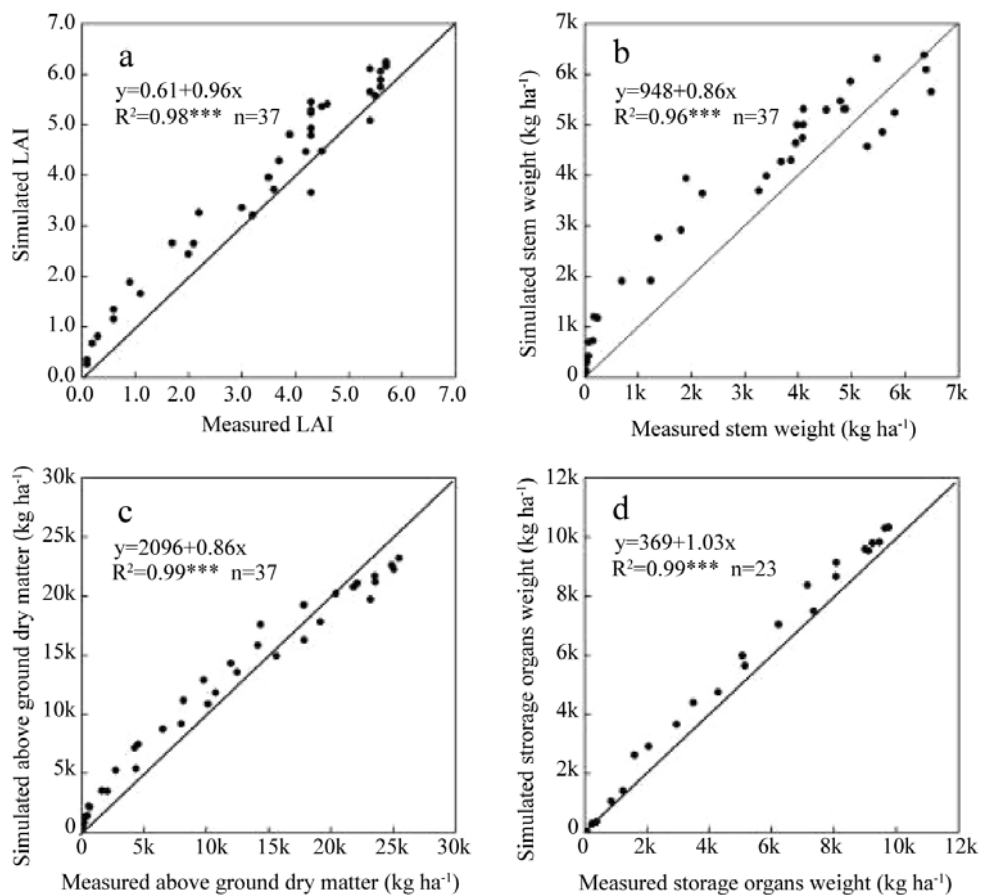 a
y=0.61+0.96x
R²=0.98*** n=37
Simulated LAI
7.0
6.0
5.0
4.0
3.0
2.0
1.0
0.0
0.0 1.0 2.0 3.0 4.0 5.0 6.0 7.0
Measured LAI
b
y=948+0.86x
R²=0.96*** n=37
Simulated stem weight (kg ha⁻¹)
7k
6k
5k
4k
3k
2k
1k
0
0 1k 2k 3k 4k 5k 6k 7k
Measured stem weight (kg ha⁻¹)
c
y=2096+0.86x
R²=0.99*** n=37
Simulated above ground dry matter (kg ha⁻¹)
30k
25k
20k
15k
10k
5k
0
0 5k 10k 15k 20k 25k 30k
Measured above ground dry matter (kg ha⁻¹)
d
y=369+1.03x
R²=0.99*** n=23
Simulated strorage organs weight (kg ha⁻¹)
12k
10k
8k
6k
4k
2k
0
0 2k 4k 6k 8k 10k 12k
Measured storage organs weight (kg ha⁻¹)